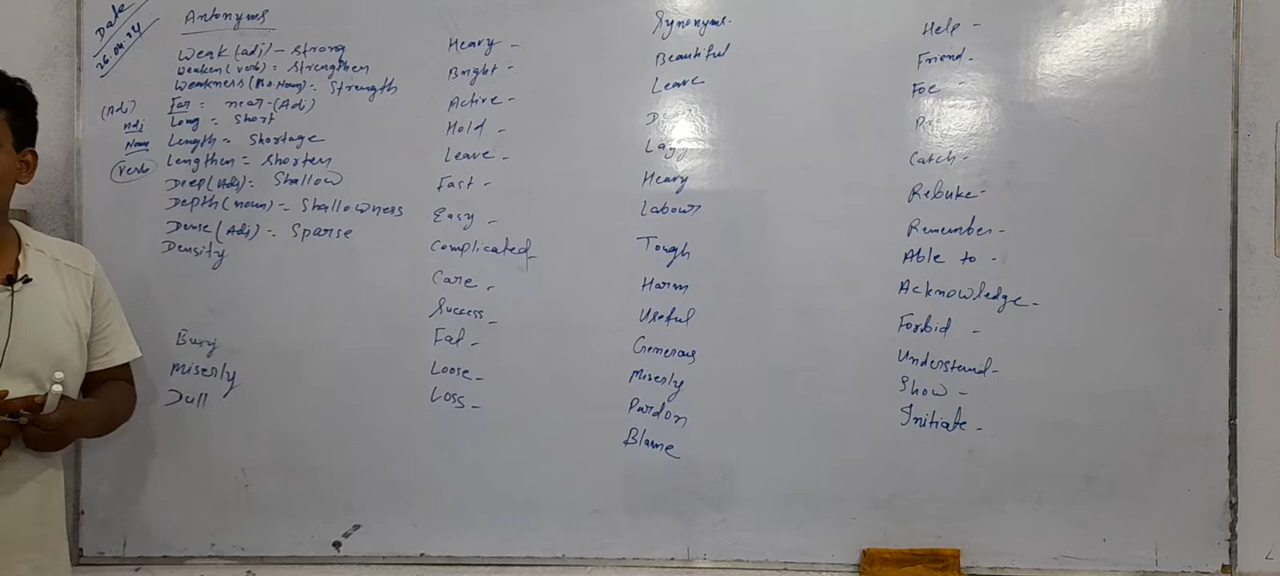 Date
26.04.24
Antonyms
Weak (adj) - Strong
Weaken (verb) = Strengthen
Weakness (Noun) = Strength
(Adj) Far = near - (Adj)
Adj Long = Short
Noun Length = Shortage
(Verb) Lengthen = Shorten
Deep (Adj) = Shallow
Depth (noun) = Shallowness
Dense (Adj) = Sparse
Density
Busy
Miserly
Dull
Heavy -
Bright -
Active -
Hold -
Leave -
Fast -
Easy -
Complicated -
Care -
Success -
Fat -
Loose -
Loss -
Synonyms -
Beautiful
Leave
Lazy
Heavy
Labour
Tough
Harm
Useful
Generous
Miserly
Pardon
Blame
Help -
Friend -
Foe -
Catch -
Rebuke -
Remember -
Able to -
Acknowledge -
Forbid -
Understand -
Show -
Initiate -